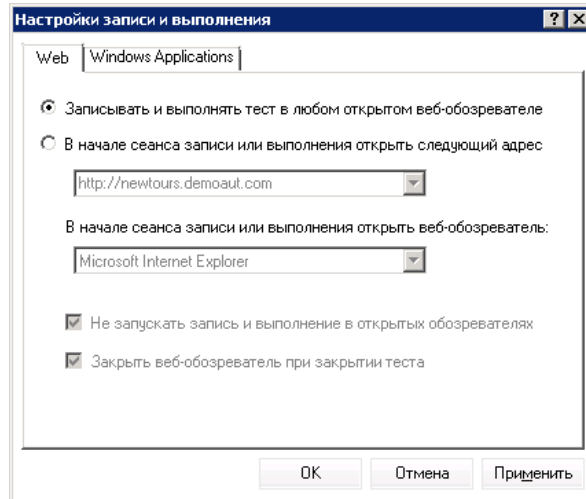 Настройки записи и выполнения
Web Windows Applications
Записывать и выполнять тест в любом открытом веб-обозревателе
В начале сеанса записи или выполнения открыть следующий адрес
http://newtours.demoaut.com
В начале сеанса записи или выполнения открыть веб-обозреватель:
Microsoft Internet Explorer
Не запускать запись и выполнение в открытых обозревателях
Закрыть веб-обозреватель при закрытии теста
OK Отмена Применить